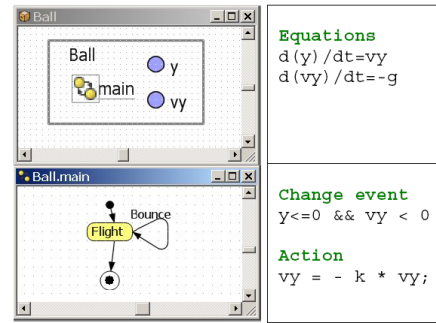 Ball
Ball
y
main
vy
Equations
d(y)/dt=vy
d(vy)/dt=-g
Ball.main
Bounce
Flight
Change event
y<=0 && vy < 0
Action
vy = - k * vy;